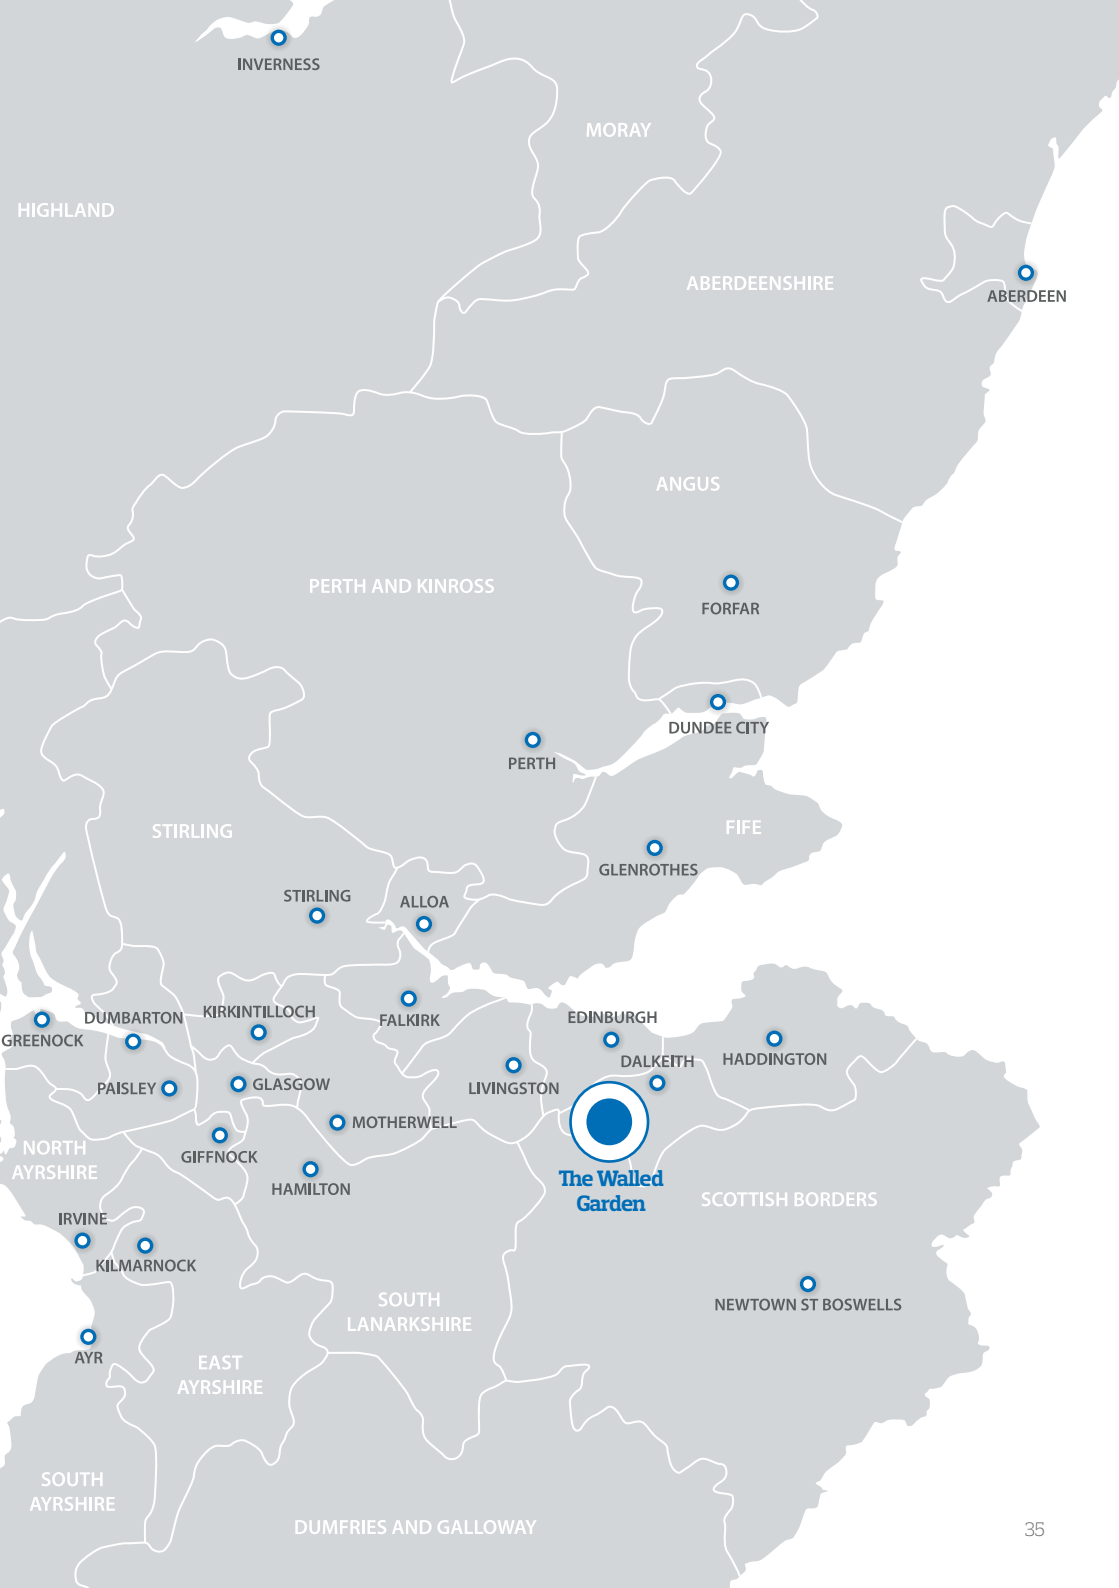 INVERNESS
MORAY
HIGHLAND
ABERDEENSHIRE
ABERDEEN
ANGUS
PERTH AND KINROSS
FORFAR
DUNDEE CITY
PERTH
STIRLING
FIFE
GLENROTHES
STIRLING
ALLOA
KIRKINTILLOCH
DUMBARTON
FALKIRK
EDINBURGH
GREENOCK
DALKEITH
HADDINGTON
PAISLEY
GLASGOW
LIVINGSTON
MOTHERWELL
NORTH
AYRSHIRE
GIFFNOCK
HAMILTON
The Walled
Garden
SCOTTISH BORDERS
IRVINE
KILMARNOCK
SOUTH
LANARKSHIRE
NEWTOWN ST BOSWELLS
AYR
EAST
AYRSHIRE
SOUTH
AYRSHIRE
DUMFRIES AND GALLOWAY
35